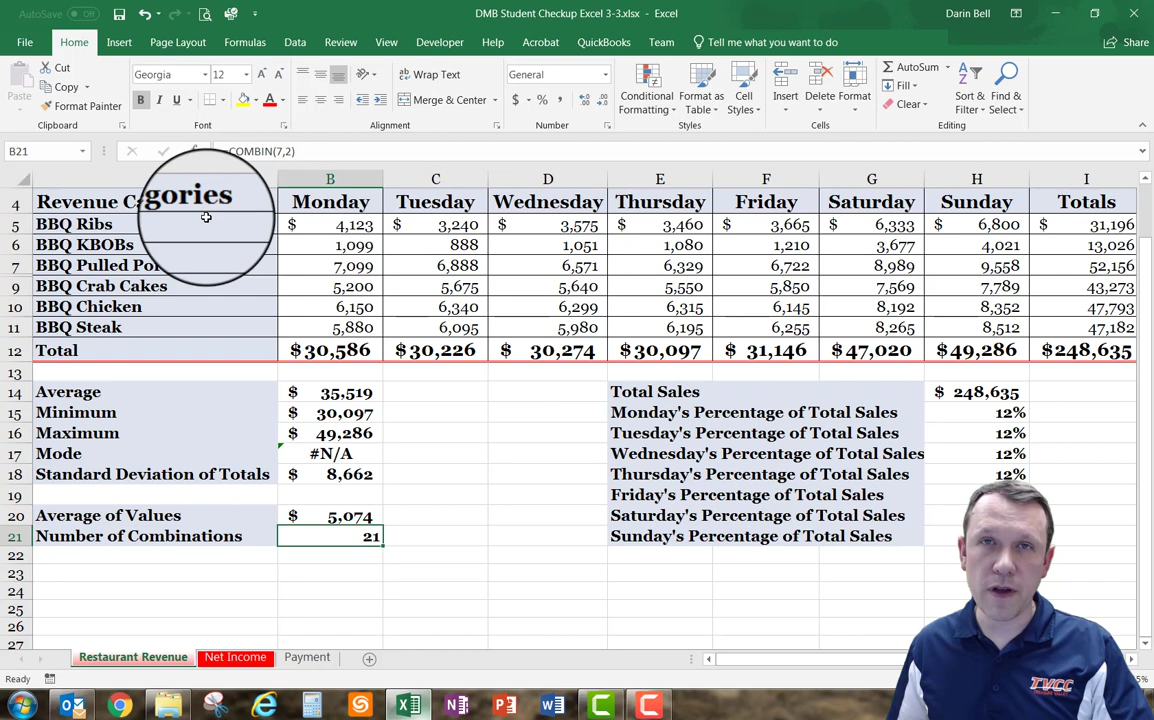 AutoSave Off DMB Student Checkup Excel 3-3.xlsx - Excel Darin Bell
File Home Insert Page Layout Formulas Data Review View Developer Help Acrobat QuickBooks Team Tell me what you want to do Share
Paste Cut Copy Format Painter
Georgia 12 A A B I U A
Wrap Text Merge & Center
General $ % ,
Conditional Formatting Format as Table Cell Styles
Insert Delete Format
AutoSum Fill Clear
Sort & Filter Find & Select
Clipboard Font Alignment Number Styles Cells Editing
B21 COMBIN(7,2)
B C D E F G H I
4 Revenue C gories Monday Tuesday Wednesday Thursday Friday Saturday Sunday Totals
5 BBQ Ribs $ 4,123 $ 3,240 $ 3,575 $ 3,460 $ 3,665 $ 6,333 $ 6,800 $ 31,196
6 BBQ KBOBs 1,099 888 1,051 1,080 1,210 3,677 4,021 13,026
7 BBQ Pulled Por 7,099 6,888 6,571 6,329 6,722 8,989 9,558 52,156
9 BBQ Crab Cakes 5,200 5,675 5,640 5,550 5,850 7,569 7,789 43,273
10 BBQ Chicken 6,150 6,340 6,299 6,315 6,145 8,192 8,352 47,793
11 BBQ Steak 5,880 6,095 5,980 6,195 6,255 8,265 8,512 47,182
12 Total $30,586 $30,226 $ 30,274 $30,097 $ 31,146 $47,020 $49,286 $248,635
13
14 Average $ 35,519 Total Sales $ 248,635
15 Minimum $ 30,097 Monday's Percentage of Total Sales 12%
16 Maximum $ 49,286 Tuesday's Percentage of Total Sales 12%
17 Mode #N/A Wednesday's Percentage of Total Sales 12%
18 Standard Deviation of Totals $ 8,662 Thursday's Percentage of Total Sales 12%
19 Friday's Percentage of Total Sales
20 Average of Values $ 5,074 Saturday's Percentage of Total Sales
21 Number of Combinations 21 Sunday's Percentage of Total Sales
22
23
24
25
26
27
Restaurant Revenue Net Income Payment
Ready 5%
TVCC